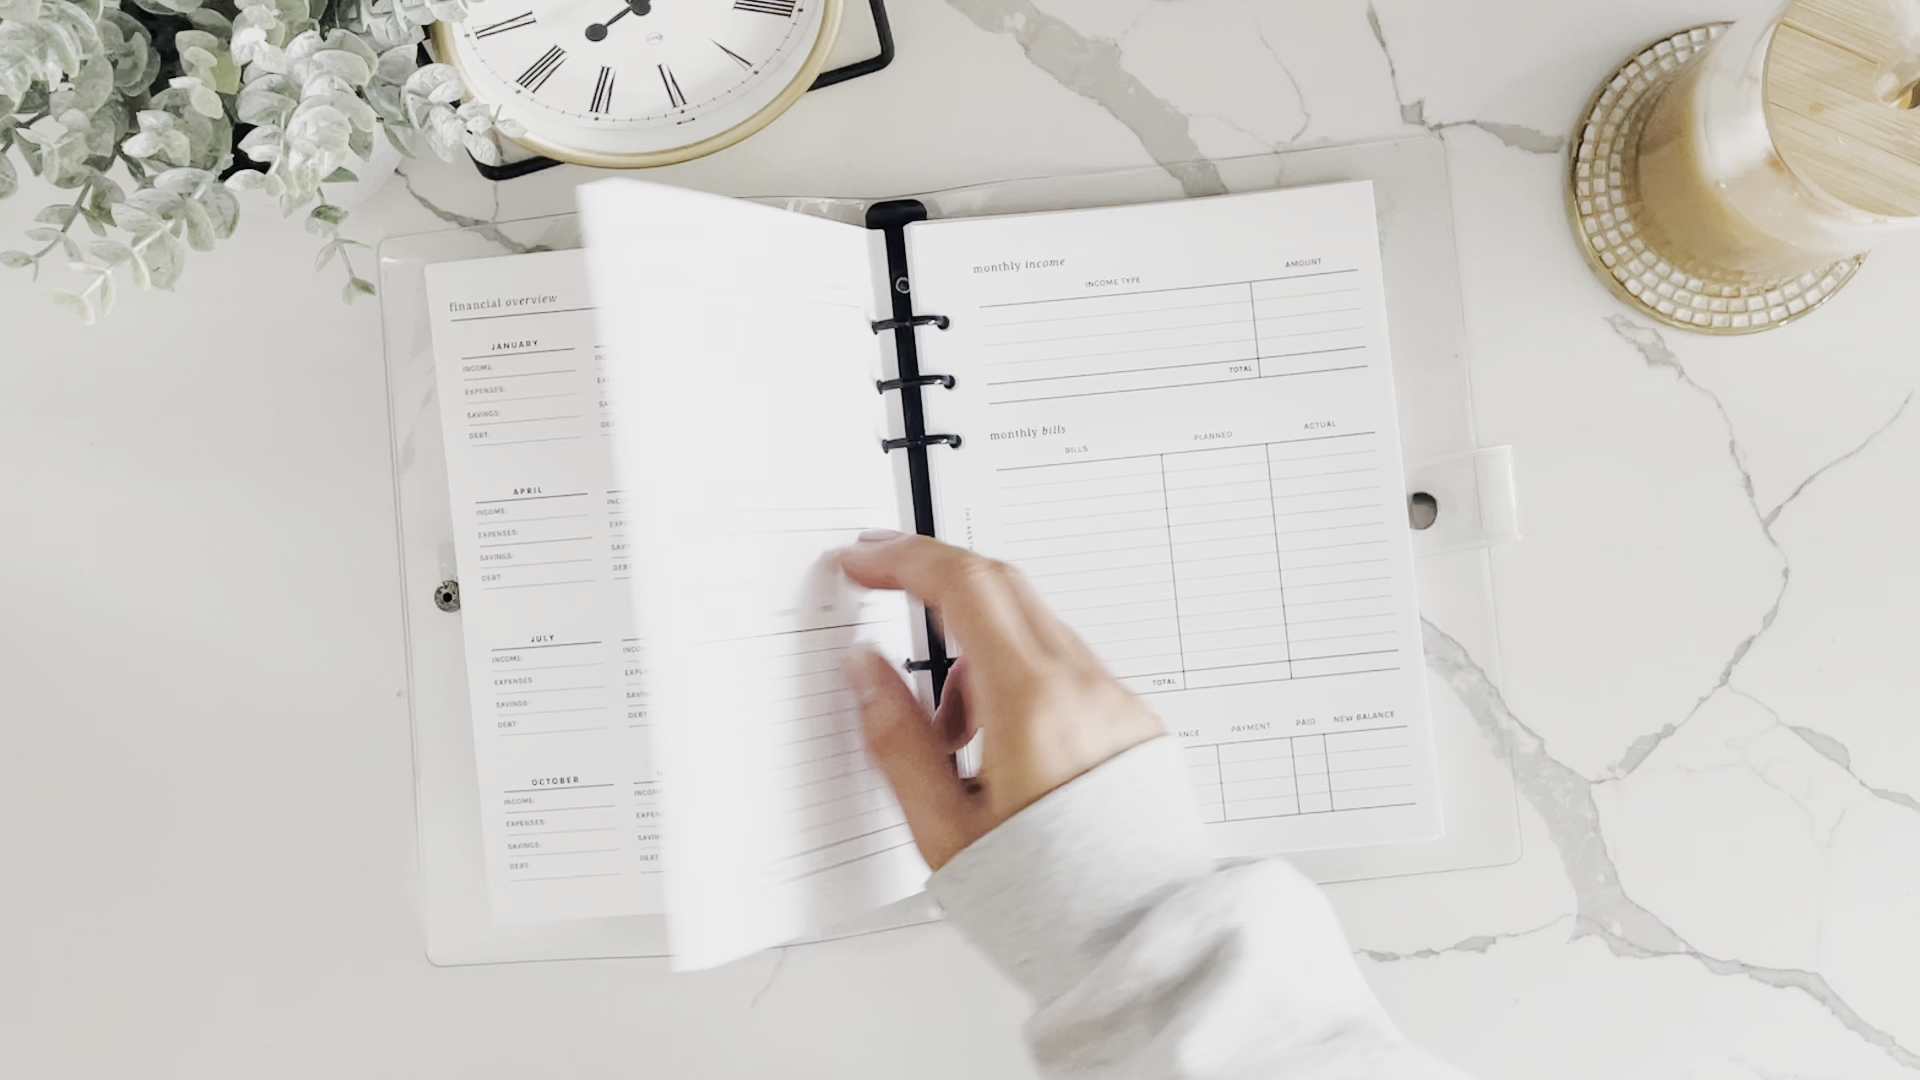 financial overview
JANUARY
INCOME:
EXPENSES:
SAVINGS:
DEBT:
APRIL
INCOME:
EXPENSES:
SAVINGS:
DEBT:
JULY
INCOME:
EXPENSES
SAVINGS:
DEBT:
OCTOBER
INCOME:
EXPENSES:
SAVINGS:
DEBT:
monthly income
INCOME TYPE AMOUNT
TOTAL
monthly bills
BILLS PLANNED ACTUAL
TOTAL
PAYMENT PAID NEW BALANCE